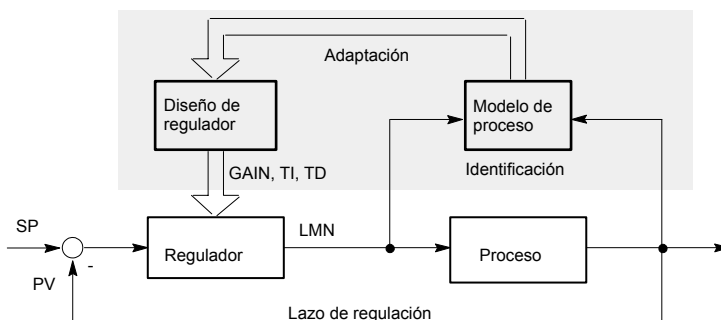 Adaptación
Diseño de
regulador
Modelo de
proceso
GAIN, TI, TD
Identificación
SP
Regulador
LMN
Proceso
PV
-
Lazo de regulación